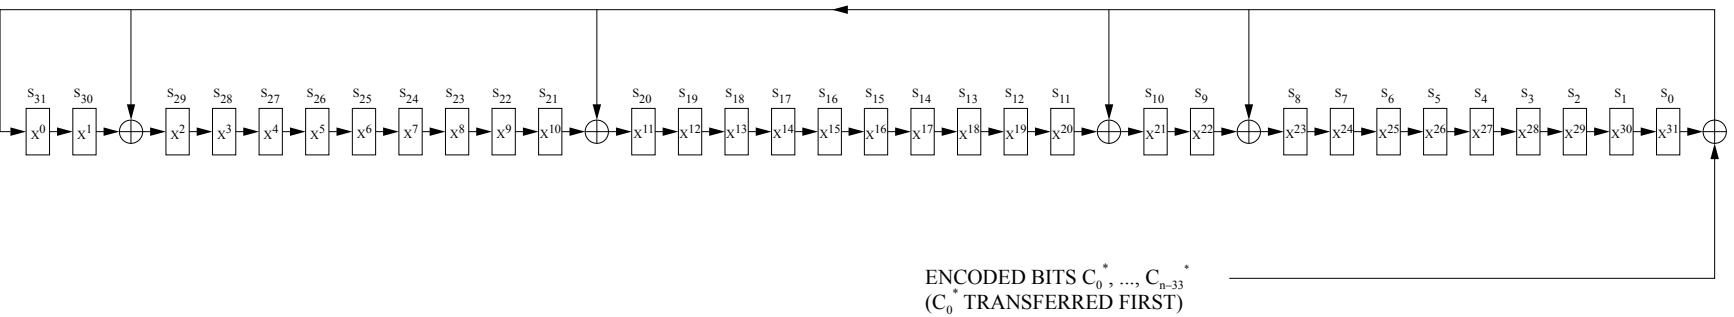 S31 S30 S29 S28 S27 S26 S25 S24 S23 S22 S21 S20 S19 S18 S17 S16 S15 S14 S13 S12 S11 S10 S9 S8 S7 S6 S5 S4 S3 S2 S1 S0
X0 X1 X2 X3 X4 X5 X6 X7 X8 X9 X10 X11 X12 X13 X14 X15 X16 X17 X18 X19 X20 X21 X22 X23 X24 X25 X26 X27 X28 X29 X30 X31
ENCODED BITS C0*, ..., Cn–33*
(C0* TRANSFERRED FIRST)